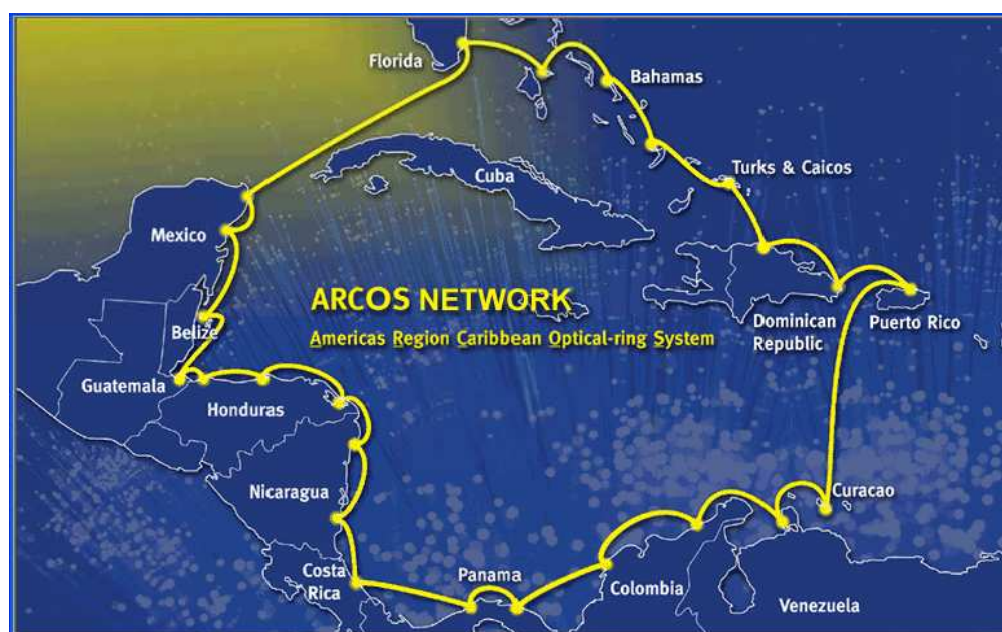 Florida
Bahamas
Cuba
Turks & Caicos
Mexico
ARCOS NETWORK
Americas Region Caribbean Optical-ring System
Belize
Dominican
Republic
Puerto Rico
Guatemala
Honduras
Nicaragua
Curacao
Costa
Rica
Panama
Colombia
Venezuela